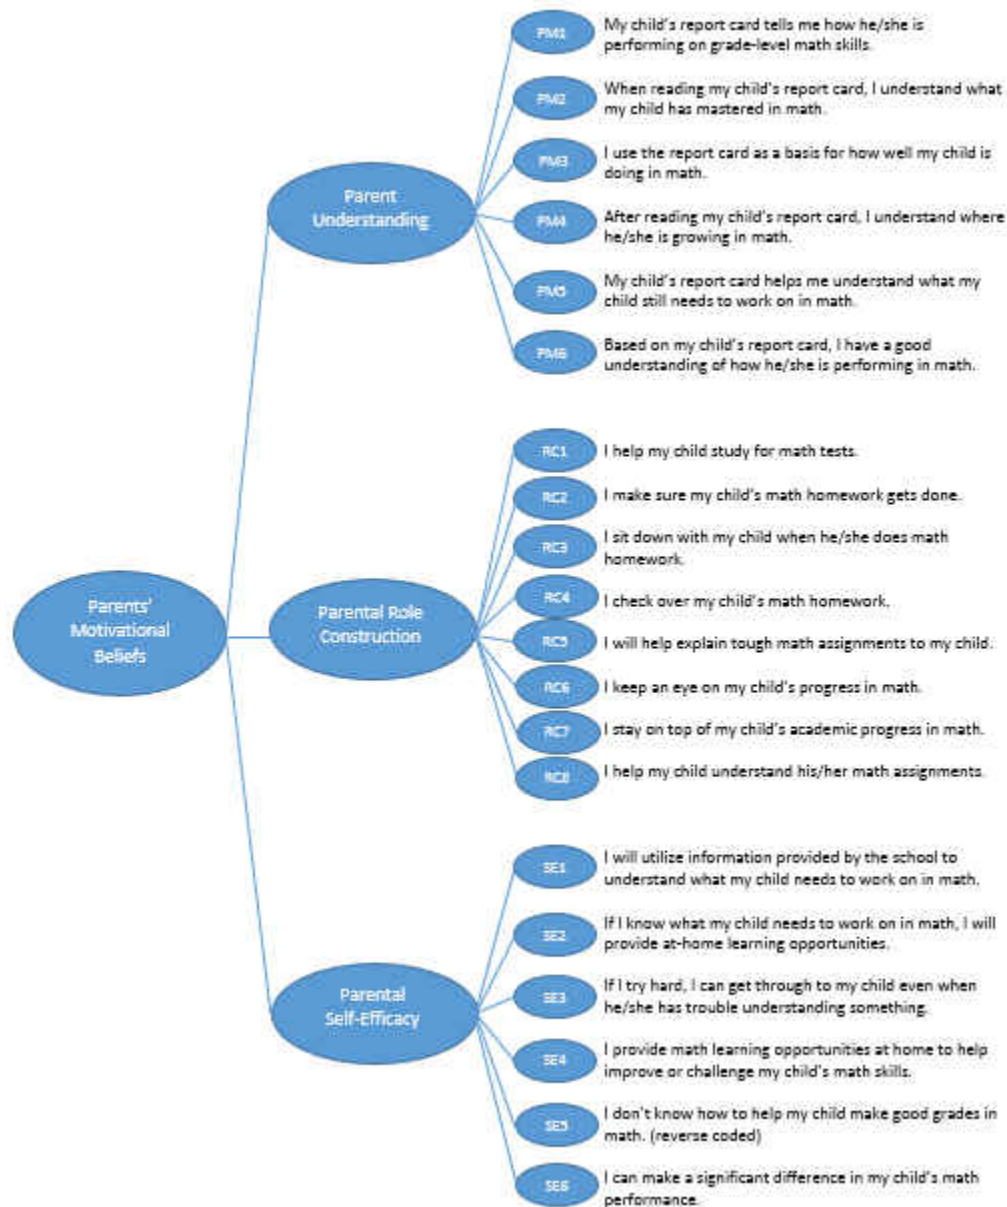 PM1
My child's report card tells me how he/she is
performing on grade-level math skills.
PM2
When reading my child's report card, I understand what
my child has mastered in math.
PM3
I use the report card as a basis for how well my child is
doing in math.
Parent
Understanding
PM4
After reading my child's report card, I understand where
he/she is growing in math.
PM5
My child's report card helps me understand what my
child still needs to work on in math.
PM6
Based on my child's report card, I have a good
understanding of how he/she is performing in math.
RC1
I help my child study for math tests.
RC2
I make sure my child's math homework gets done.
RC3
I sit down with my child when he/she does math
homework.
Parents'
Motivational
Beliefs
Parental Role
Construction
RC4
I check over my child's math homework.
RC5
I will help explain tough math assignments to my child.
RC6
I keep an eye on my child's progress in math.
RC7
I stay on top of my child's academic progress in math.
RC8
I help my child understand his/her math assignments.
SE1
I will utilize information provided by the school to
understand what my child needs to work on in math.
SE2
If I know what my child needs to work on in math, I will
provide at-home learning opportunities.
Parental
Self-Efficacy
SE3
If I try hard, I can get through to my child even when
he/she has trouble understanding something.
SE4
I provide math learning opportunities at home to help
improve or challenge my child's math skills.
SE5
I don't know how to help my child make good grades in
math. (reverse coded)
SE6
I can make a significant difference in my child's math
performance.